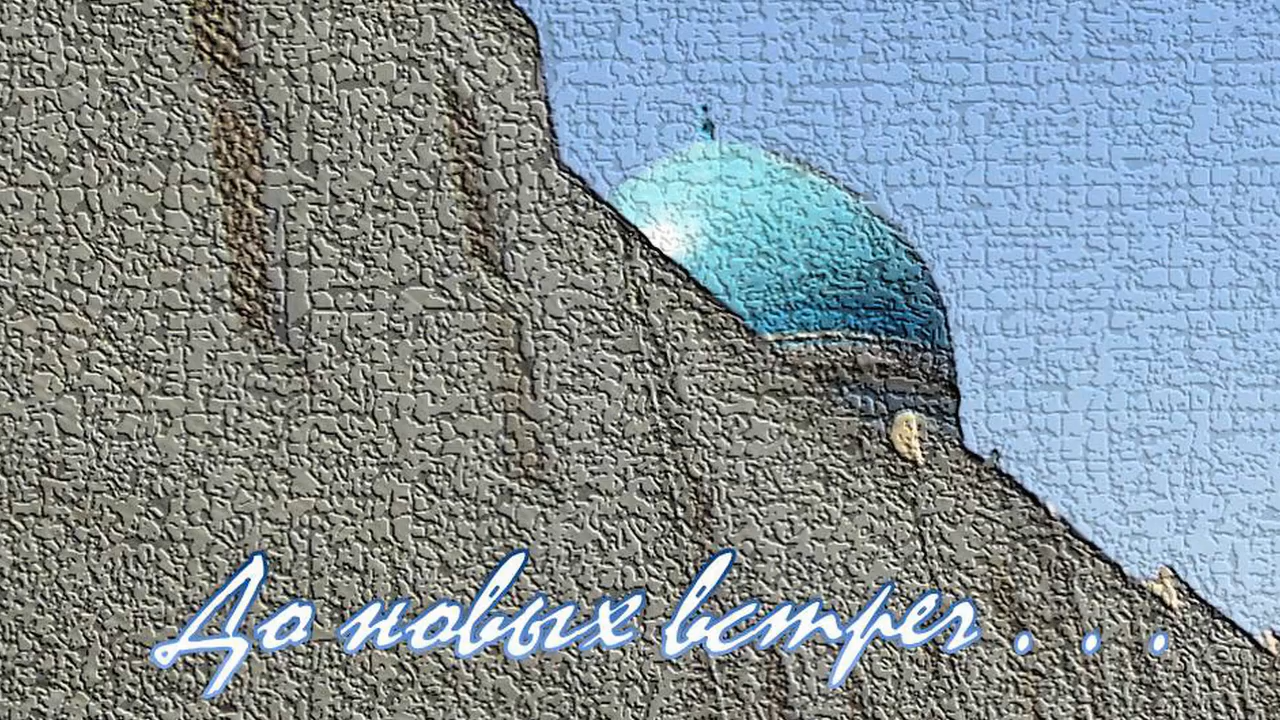 До новых встреч . . .